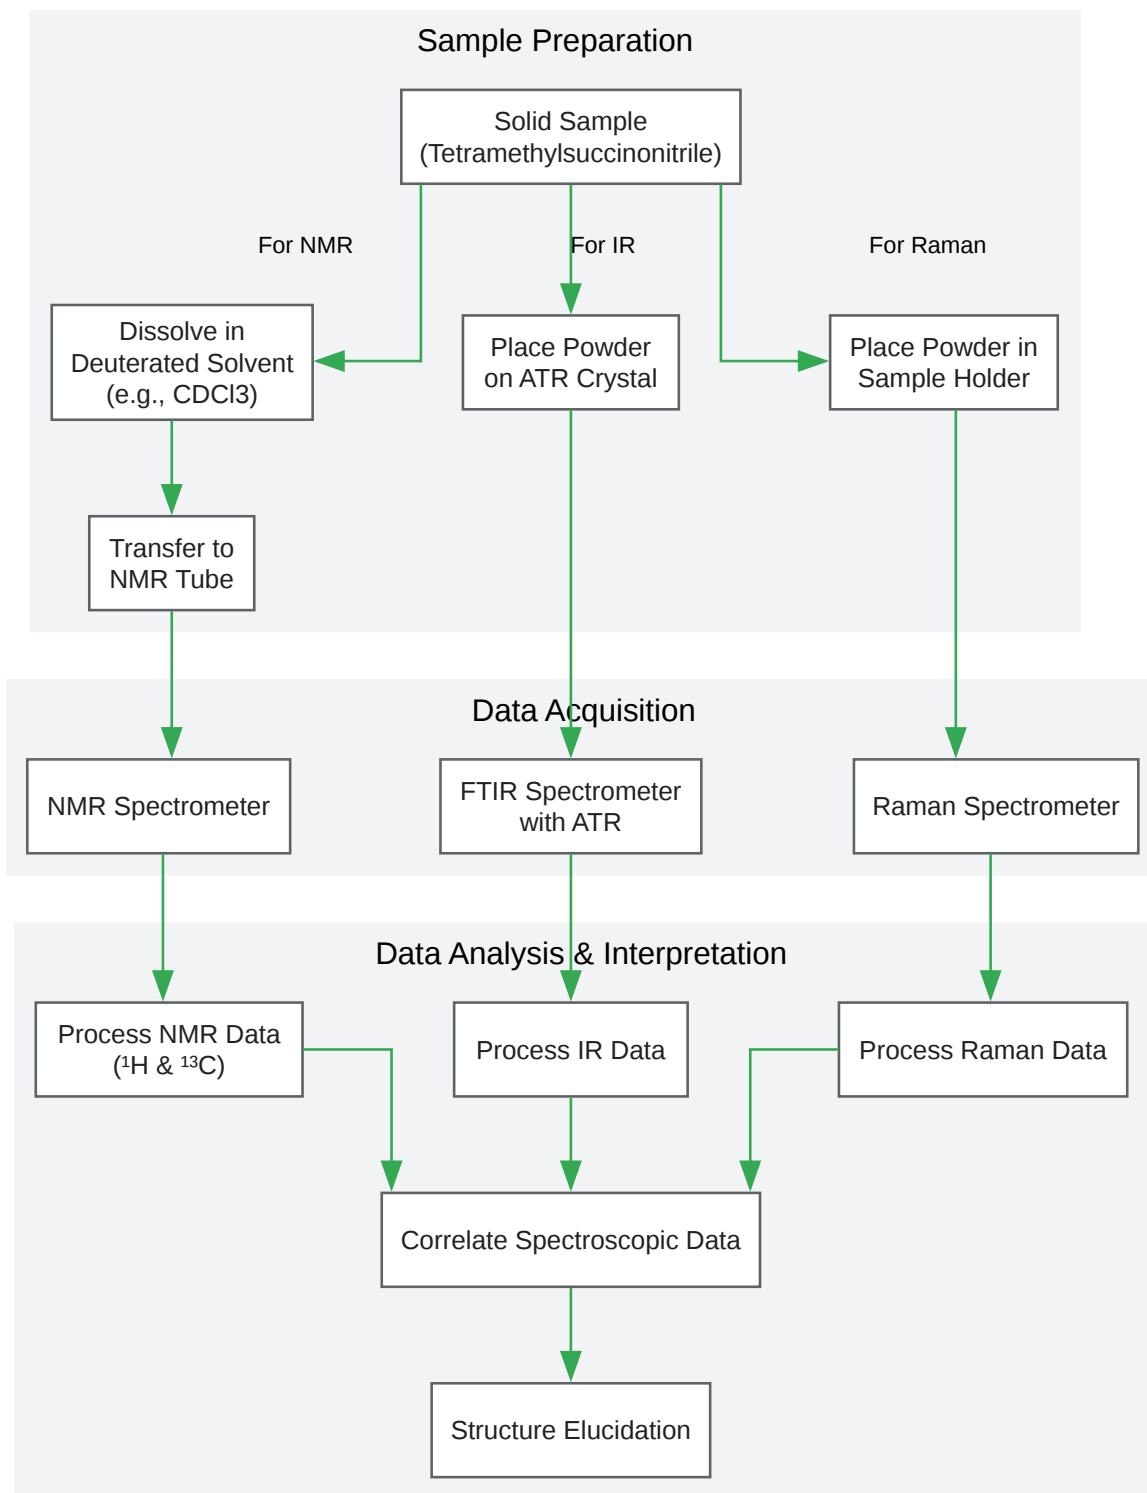 Sample Preparation
Solid Sample
(Tetramethylsuccinonitrile)
For NMR
For IR
For Raman
Dissolve in
Deuterated Solvent
(e.g., CDCl3)
Place Powder
on ATR Crystal
Place Powder in
Sample Holder
Transfer to
NMR Tube
Data Acquisition
NMR Spectrometer
FTIR Spectrometer
with ATR
Raman Spectrometer
Data Analysis & Interpretation
Process NMR Data
(¹H & ¹³C)
Process IR Data
Process Raman Data
Correlate Spectroscopic Data
Structure Elucidation